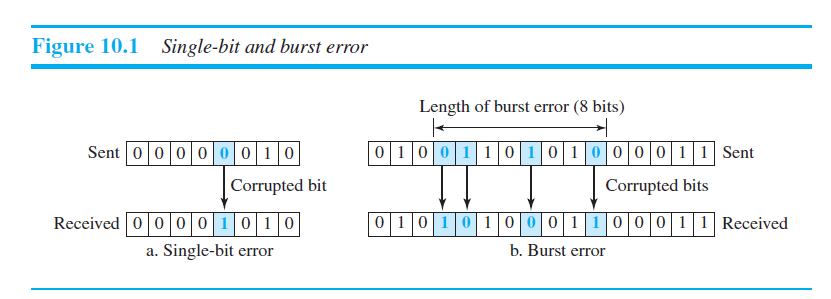 Figure 10.1 Single-bit and burst error
Length of burst error (8 bits)
Sent 0 0 0 0 0 0 1 0
0 1 0 0 1 1 0 1 0 1 0 0 0 0 1 1 Sent
Corrupted bit
Corrupted bits
Received 0 0 0 0 1 0 1 0
0 1 0 1 0 1 0 0 0 1 1 0 0 0 1 1 Received
a. Single-bit error
b. Burst error